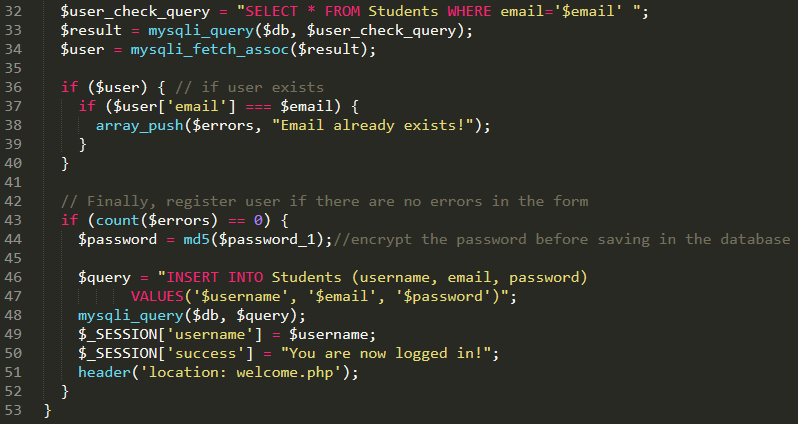 32 $user_check_query = "SELECT * FROM Students WHERE email='$email' ";
33 $result = mysqli_query($db, $user_check_query);
34 $user = mysqli_fetch_assoc($result);
35
36 if ($user) { // if user exists
37 if ($user['email'] === $email) {
38 array_push($errors, "Email already exists!");
39 }
40 }
41
42 // Finally, register user if there are no errors in the form
43 if (count($errors) == 0) {
44 $password = md5($password_1);//encrypt the password before saving in the database
45
46 $query = "INSERT INTO Students (username, email, password)
47 VALUES('$username', '$email', '$password')";
48 mysqli_query($db, $query);
49 $_SESSION['username'] = $username;
50 $_SESSION['success'] = "You are now logged in!";
51 header('location: welcome.php');
52 }
53 }